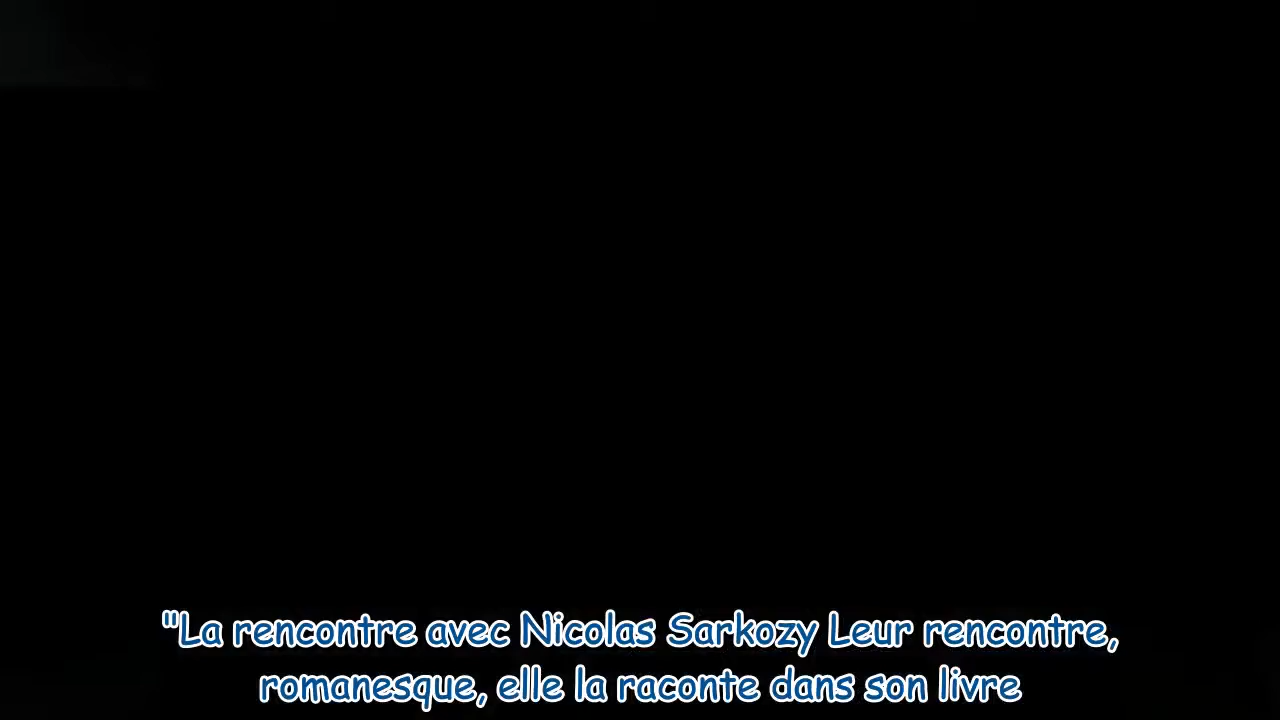 "La rencontre avec Nicolas Sarkozy Leur rencontre,
romanesque, elle la raconte dans son livre